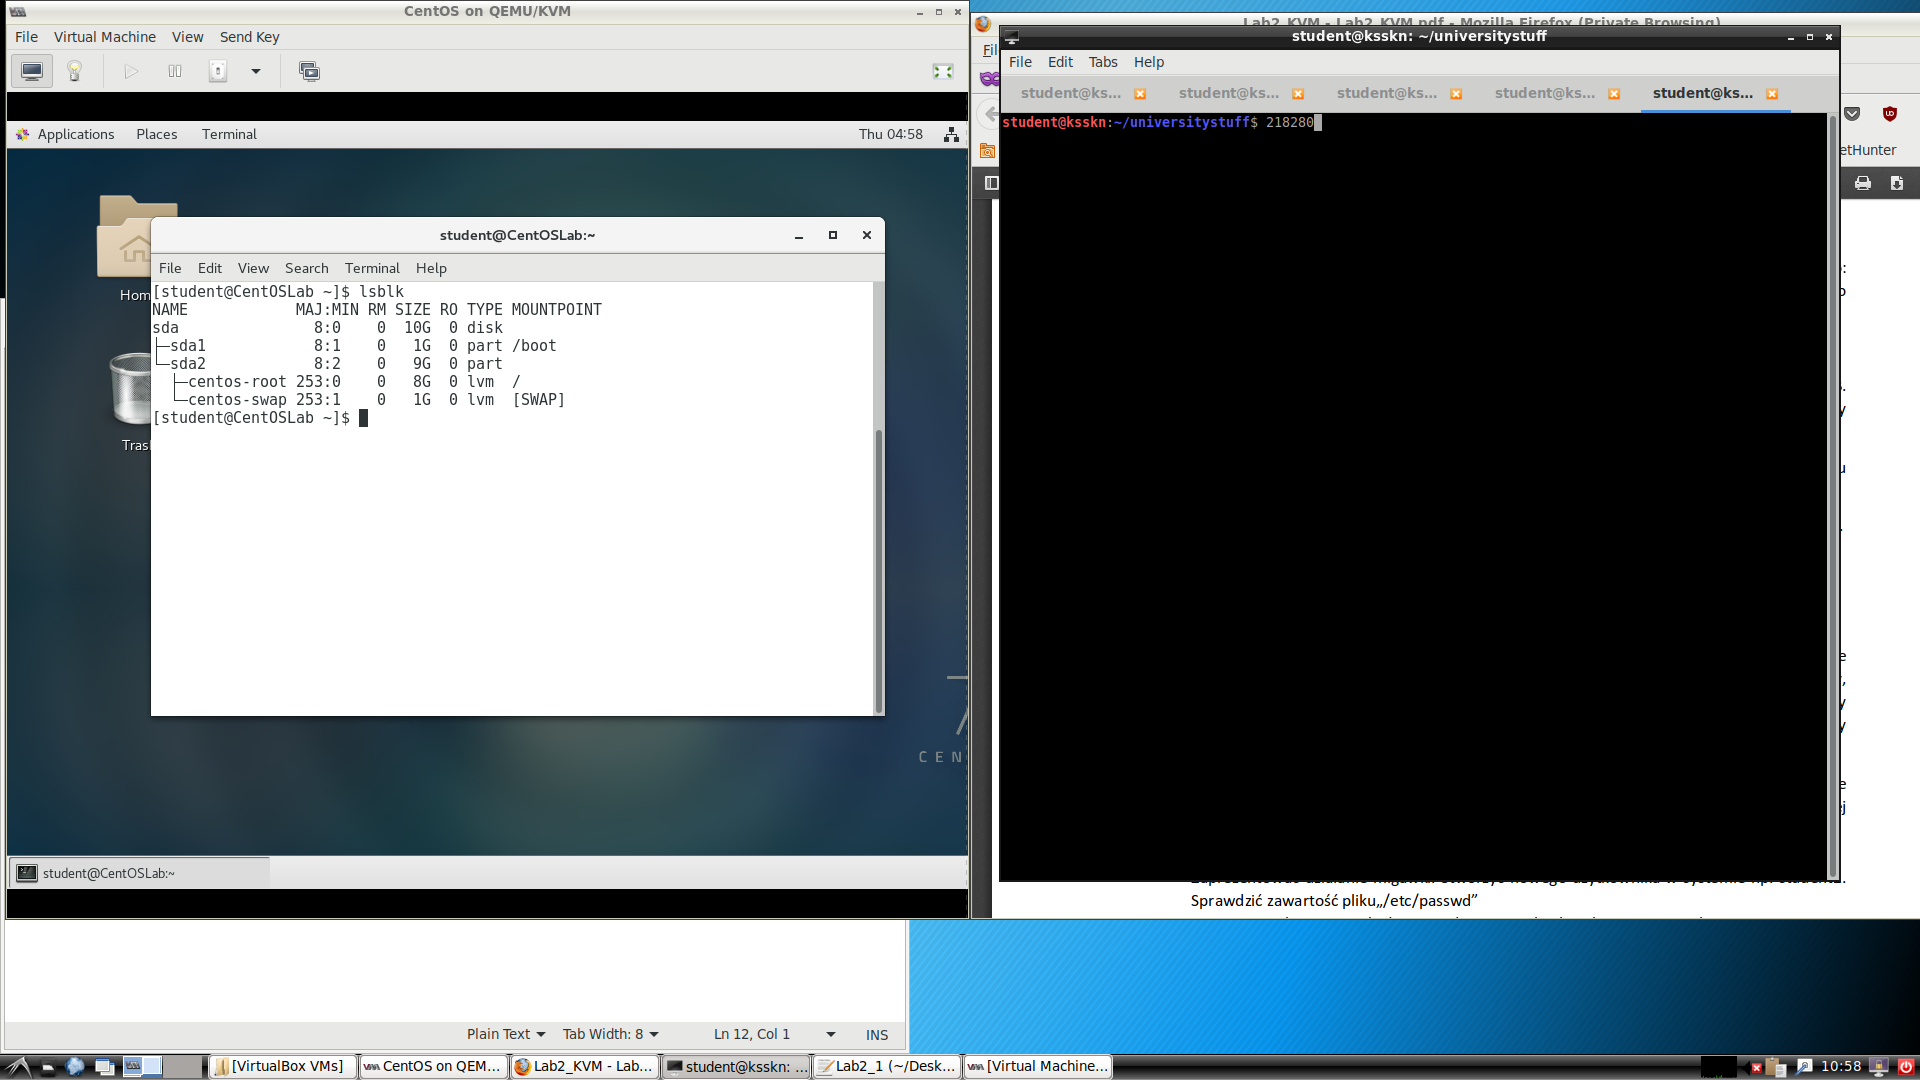 CentOS on QEMU/KVM
File Virtual Machine View Send Key
Applications Places Terminal Thu 04:58
Home
Trash
student@CentOSLab:~
File Edit View Search Terminal Help
[student@CentOSLab ~]$ lsblk
NAME MAJ:MIN RM SIZE RO TYPE MOUNTPOINT
sda 8:0 0 10G 0 disk
├─sda1 8:1 0 1G 0 part /boot
└─sda2 8:2 0 9G 0 part
├─centos-root 253:0 0 8G 0 lvm /
└─centos-swap 253:1 0 1G 0 lvm [SWAP]
[student@CentOSLab ~]$
CEN
student@CentOSLab:~
Plain Text Tab Width: 8 Ln 12, Col 1 INS
Lab2_KVM - Lab2_KVM.pdf - Mozilla Firefox (Private Browsing)
Fil
student@ksskn: ~/universitystuff
File Edit Tabs Help
student@ks... student@ks... student@ks... student@ks... student@ks...
student@ksskn:~/universitystuff$ 218280
etHunter
Sprawdzić zawartość pliku„/etc/passwd”
[VirtualBox VMs] CentOS on QEM... Lab2_KVM - Lab... student@ksskn: ... Lab2_1 (~/Desk... [Virtual Machine... 10:58